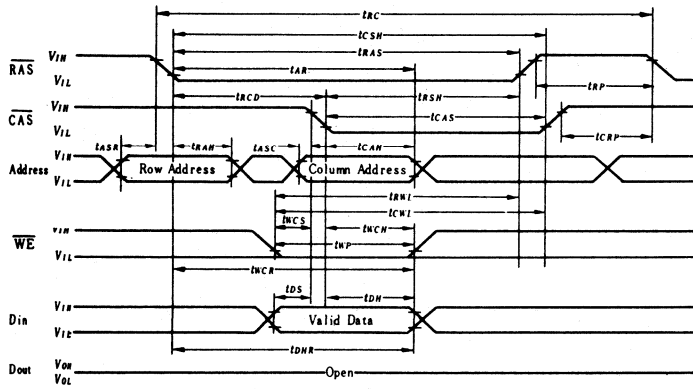 tRC
tCSH
tRAS
tAR
RAS VIH
VIL
tRP
tRCD tRSH
CAS VIH
VIL
tCAS
tCRP
tASR tRAH tASC tCAH
Address VIH
VIL
Row Address Column Address
tRWL
tCWL
tWCS tWCH
WE VIH
VIL
tWP
tWCR
tDS tDH
Din VIH
VIL
Valid Data
tDHR
Dout VOH
VOL
Open